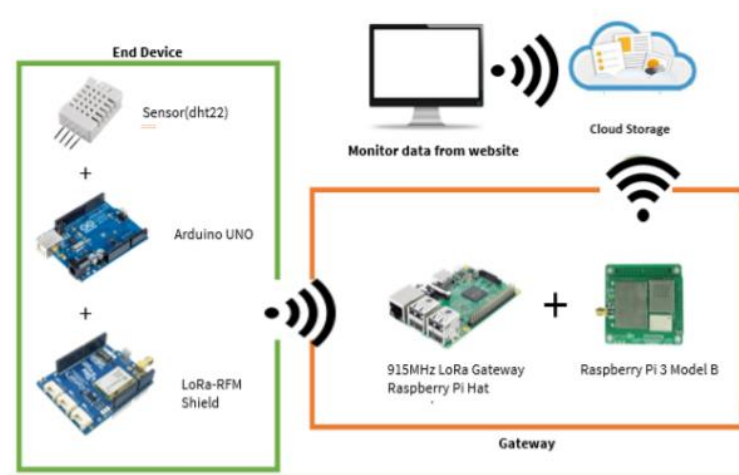 End Device
Sensor(dht22)
+
Arduino UNO
+
LoRa-RFM
Shield
Monitor data from website
Cloud Storage
+
915MHz LoRa Gateway
Raspberry Pi Hat
Raspberry Pi 3 Model B
Gateway